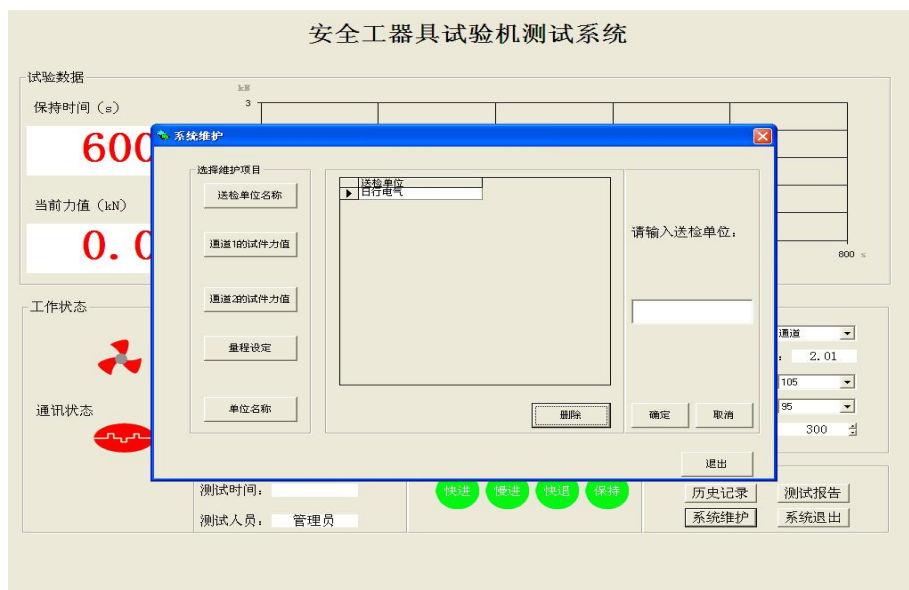 安全工器具试验机测试系统
试验数据
kN
保持时间（s）
3
600
系统维护
选择维护项目
送检单位名称
送检单位
日行电气
当前力值（kN）
通道1的试件力值
请输入送检单位：
0.0
800 s
通道2的试件力值
工作状态
量程设定
通道
： 2.01
105
通讯状态
单位名称
删除
确定
取消
95
300
退出
测试时间：
快进
慢进
快退
保持
历史记录
测试报告
测试人员： 管理员
系统维护
系统退出